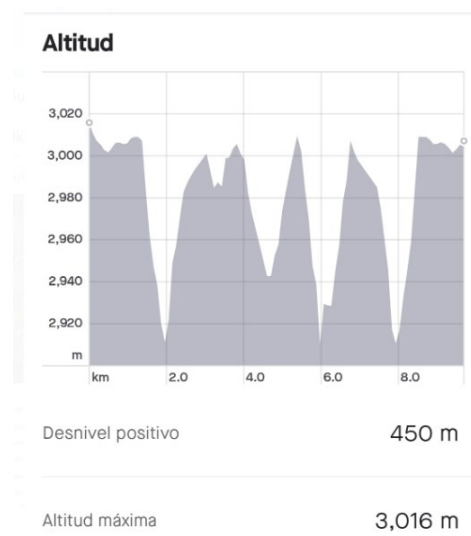 Altitud
3,020
3,000
2,980
2,960
2,940
2,920
m
km 2.0 4.0 6.0 8.0
Desnivel positivo 450 m
Altitud máxima 3,016 m